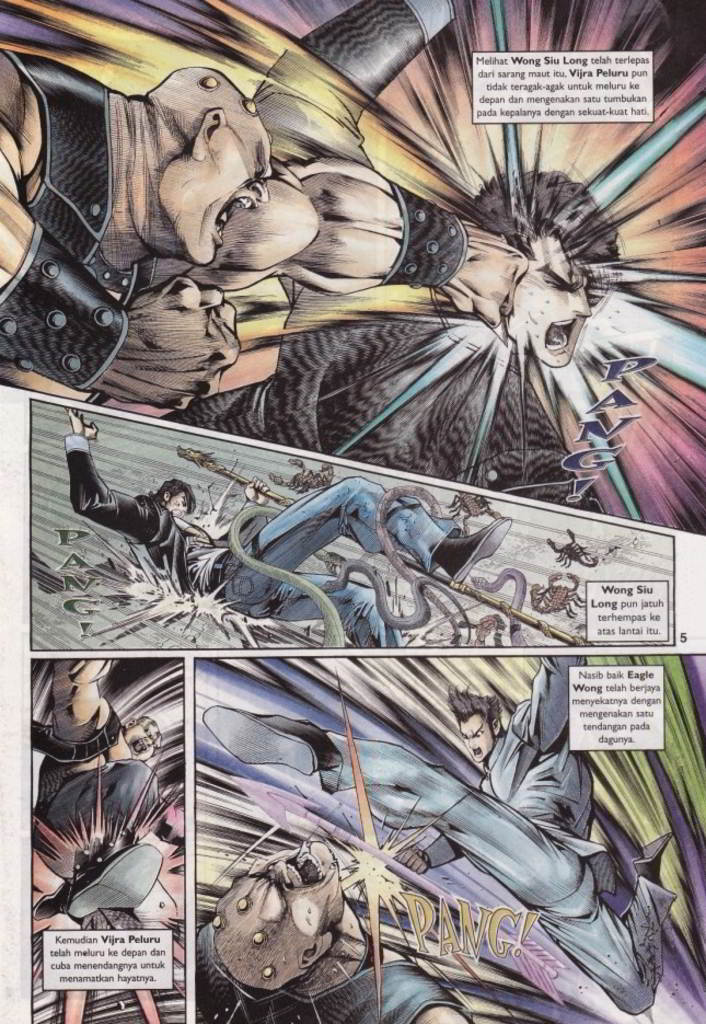 Melihat Wong Siu Long telah terlepas
dari sarang maut itu, Vijra Peluru pun
tidak teragak-agak untuk meluru ke
depan dan mengenakan satu tumbukan
pada kepalanya dengan sekuat-kuat hati.
PANG!
PANG!
Wong Siu
Long pun jatuh
terhempas ke
atas lantai itu.
5
Kemudian Vijra Peluru
telah meluru ke depan dan
cuba menendangnya untuk
menamatkan hayatnya.
Nasib baik Eagle
Wong telah berjaya
menyekatnya dengan
mengenakan satu
tendangan pada
dagunya.
PANG!